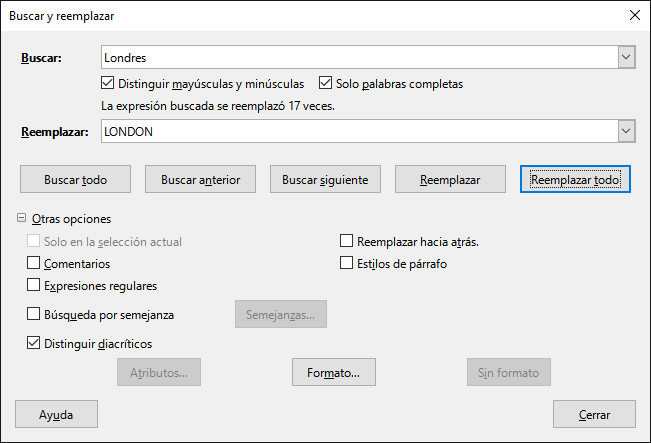 Buscar y reemplazar
Buscar: Londres
Distinguir mayúsculas y minúsculas Solo palabras completas
La expresión buscada se reemplazó 17 veces.
Reemplazar: LONDON
Buscar todo Buscar anterior Buscar siguiente Reemplazar Reemplazar todo
Otras opciones
Solo en la selección actual Reemplazar hacia atrás.
Comentarios Estilos de párrafo
Expresiones regulares
Búsqueda por semejanza Semejanzas...
Distinguir diacríticos
Atributos... Formato... Sin formato
Ayuda Cerrar